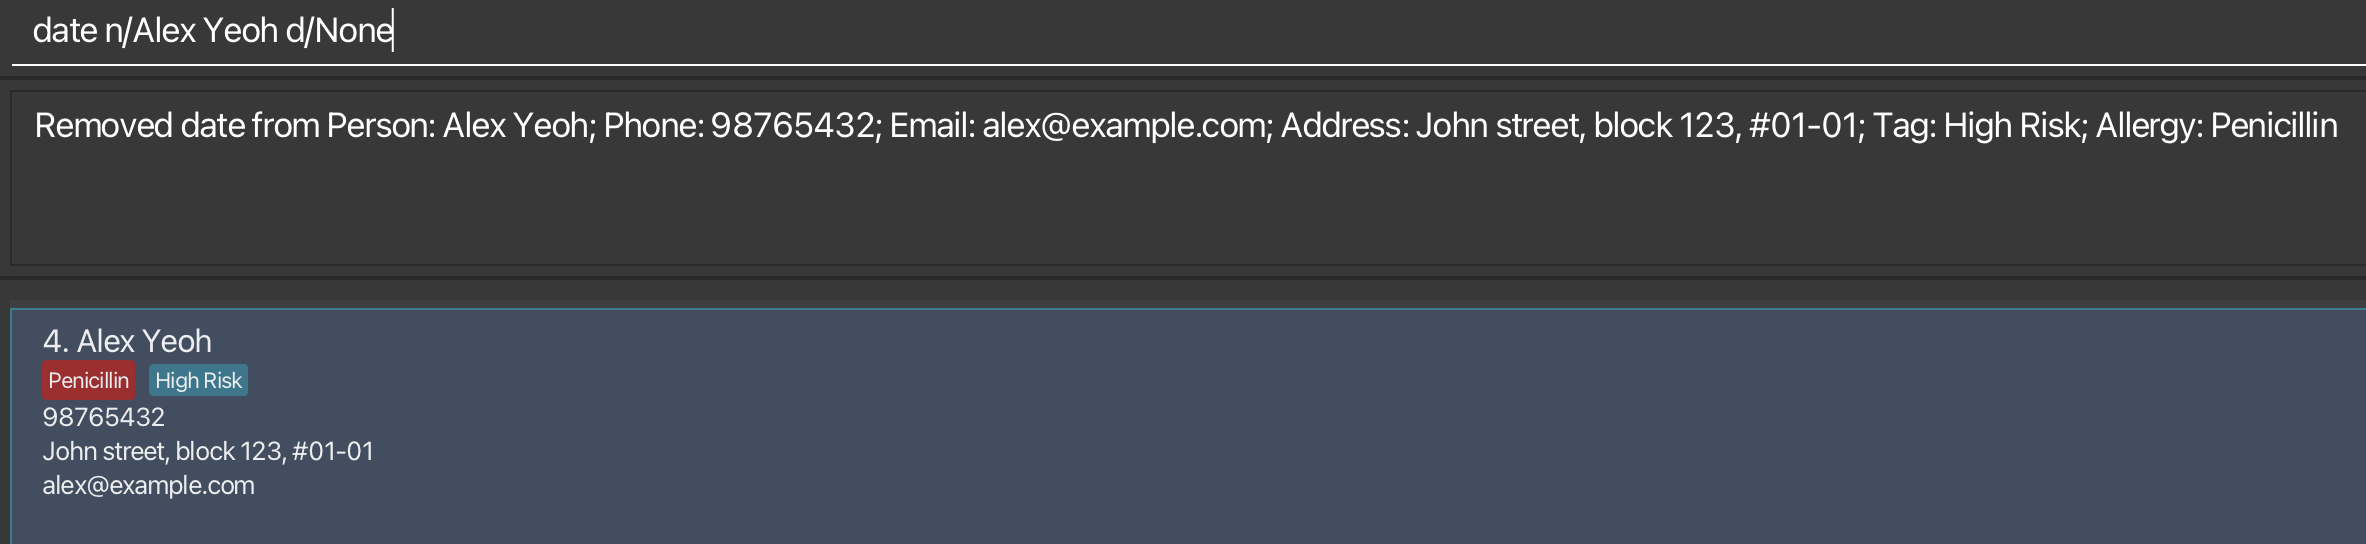 date n/Alex Yeoh d/None
Removed date from Person: Alex Yeoh; Phone: 98765432; Email: alex@example.com; Address: John street, block 123, #01-01; Tag: High Risk; Allergy: Penicillin
4. Alex Yeoh
Penicillin High Risk
98765432
John street, block 123, #01-01
alex@example.com